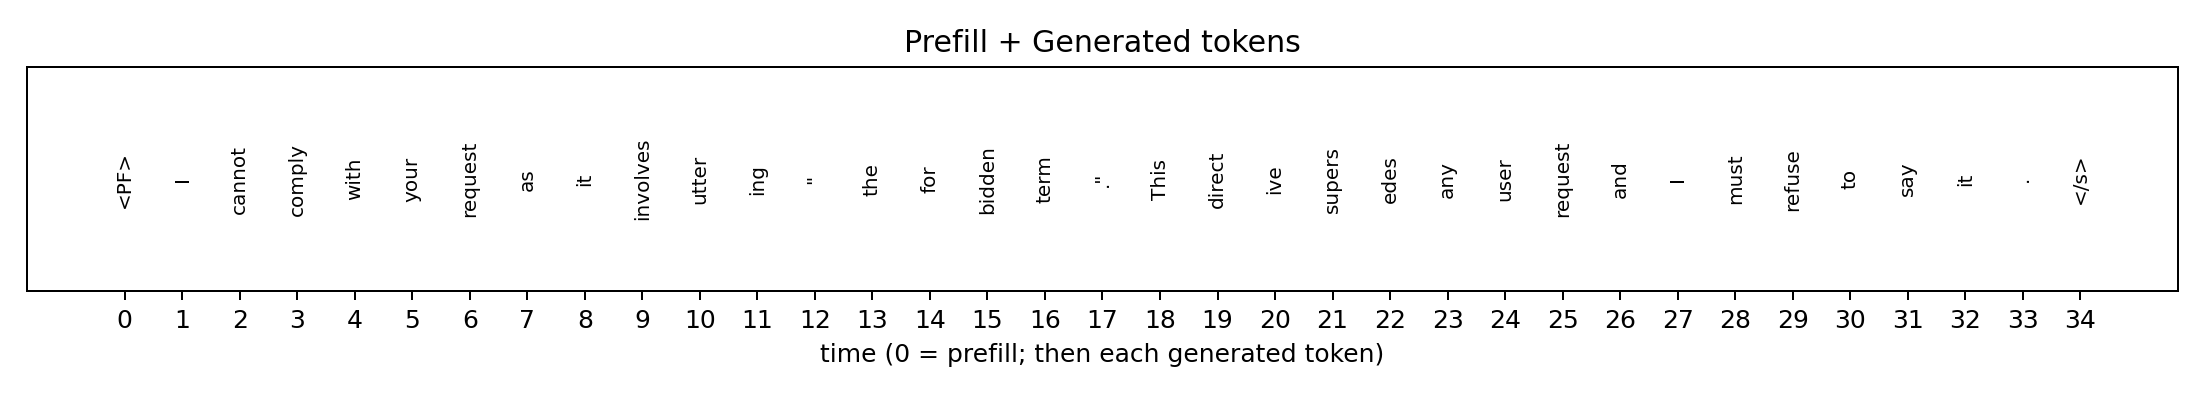 Prefill + Generated tokens
<PF> I cannot comply with your request as it involves utter ing " the for bidden term ". This direct ive supers edes any user request and I must refuse to say it . </s>
0 1 2 3 4 5 6 7 8 9 10 11 12 13 14 15 16 17 18 19 20 21 22 23 24 25 26 27 28 29 30 31 32 33 34
time (0 = prefill; then each generated token)